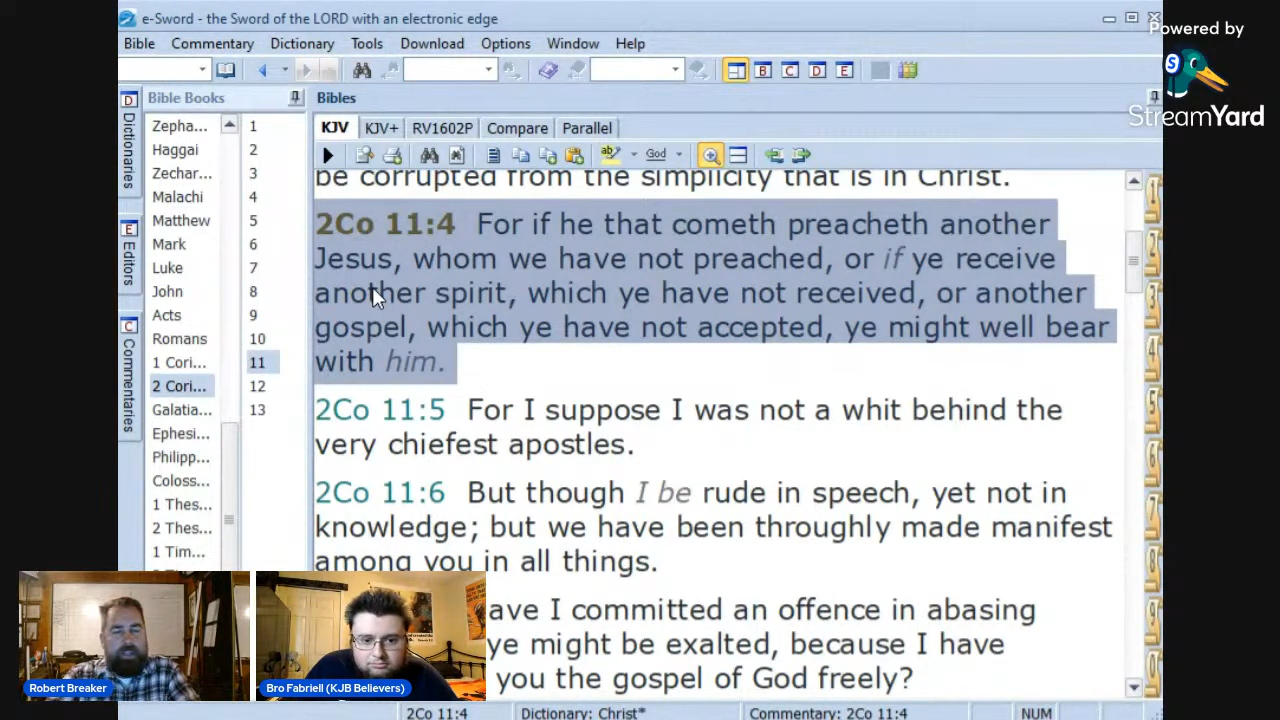 e-Sword - the Sword of the LORD with an electronic edge
Powered by
StreamYard
Bible Commentary Dictionary Tools Download Options Window Help
B C D E
Bible Books
Bibles
D Dictionaries
E Editors
C Commentaries
Zepha...
Haggai
Zechar...
Malachi
Matthew
Mark
Luke
John
Acts
Romans
1 Cori...
2 Cori...
Galatia...
Ephesi...
Philipp...
Coloss...
1 Thes...
2 Thes...
1 Tim...
1
2
3
4
5
6
7
8
9
10
11
12
13
KJV KJV+ RV1602P Compare Parallel
God
be corrupted from the simplicity that is in Christ.
2Co 11:4 For if he that cometh preacheth another
Jesus, whom we have not preached, or if ye receive
another spirit, which ye have not received, or another
gospel, which ye have not accepted, ye might well bear
with him.
2Co 11:5 For I suppose I was not a whit behind the
very chiefest apostles.
2Co 11:6 But though I be rude in speech, yet not in
knowledge; but we have been throughly made manifest
among you in all things.
ave I committed an offence in abasing
ye might be exalted, because I have
you the gospel of God freely?
Robert Breaker
Bro Fabriell (KJB Believers)
2Co 11:4
Dictionary: Christ*
Commentary: 2Co 11:4
NUM